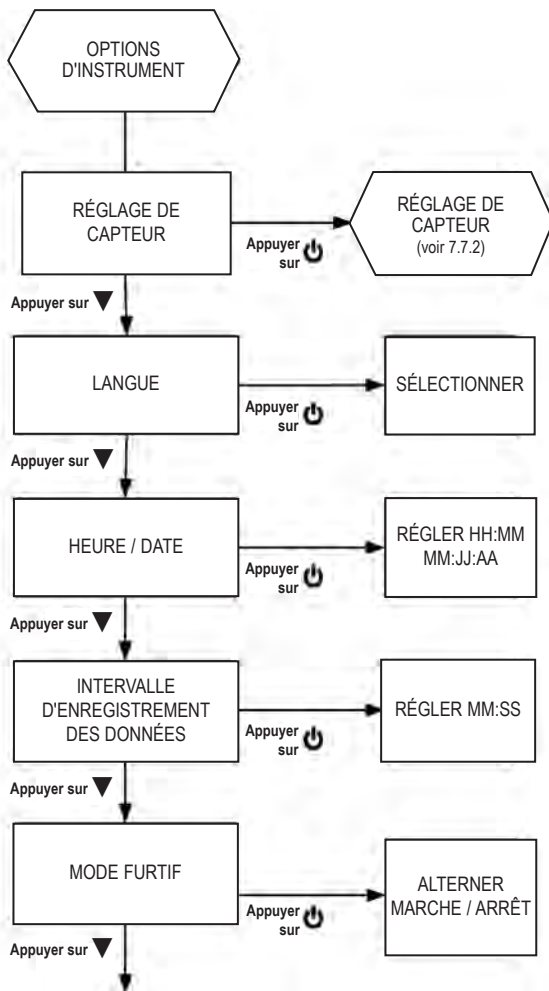 OPTIONS
D'INSTRUMENT
RÉGLAGE DE
CAPTEUR
Appuyer
sur
RÉGLAGE DE
CAPTEUR
(voir 7.7.2)
Appuyer sur ▼
LANGUE
Appuyer
sur
SÉLECTIONNER
Appuyer sur ▼
HEURE / DATE
Appuyer
sur
RÉGLER HH:MM
MM:JJ:AA
Appuyer sur ▼
INTERVALLE
D'ENREGISTREMENT
DES DONNÉES
Appuyer
sur
RÉGLER MM:SS
Appuyer sur ▼
MODE FURTIF
Appuyer
sur
ALTERNER
MARCHE / ARRÊT
Appuyer sur ▼